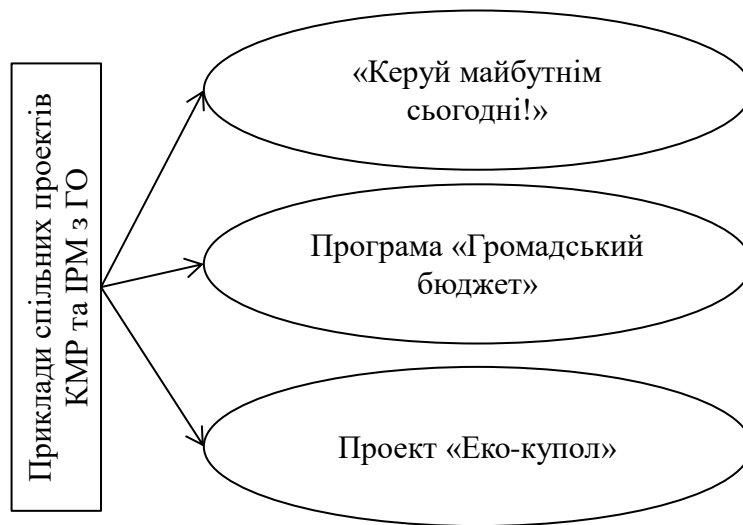 Приклади спільних проектів
КМР та ІРМ з ГО
«Керуй майбутнім
сьогодні!»
Програма «Громадський
бюджет»
Проект «Еко-купол»